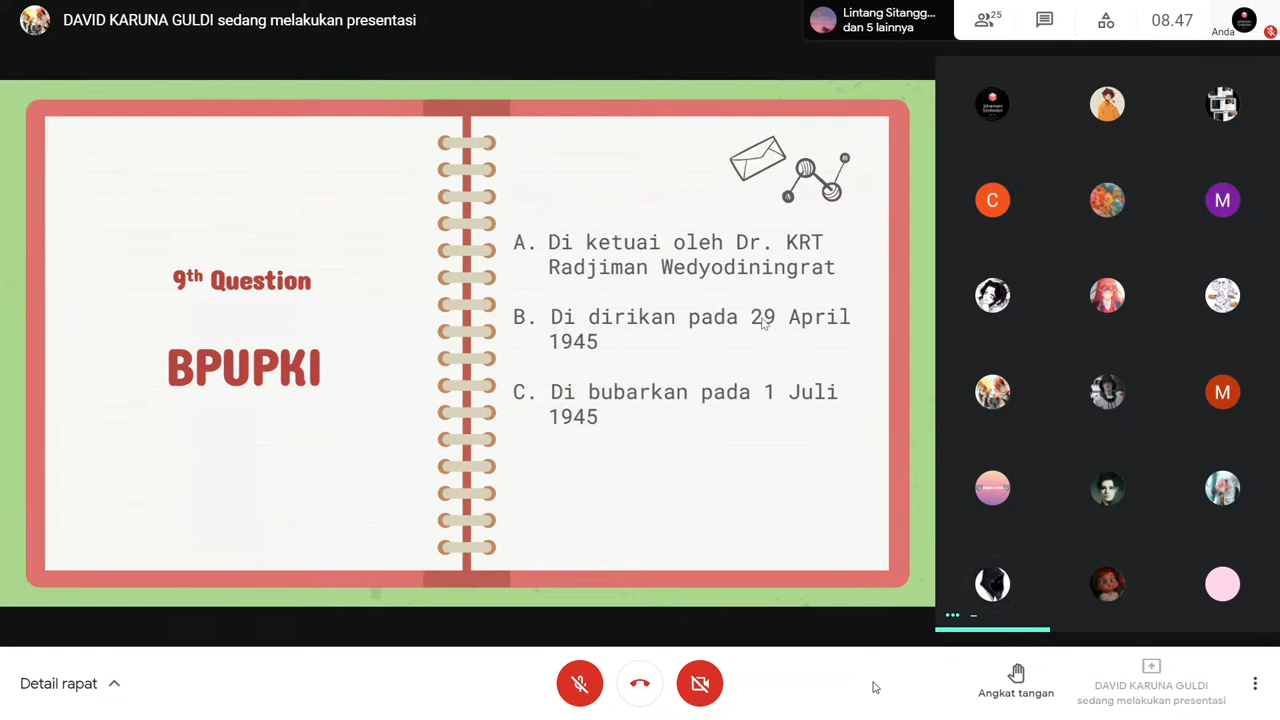 DAVID KARUNA GULDI sedang melakukan presentasi
Lintang Sitangg...
dan 5 lainnya
25
08.47
Anda
9th Question
BPUPKI
A. Di ketuai oleh Dr. KRT
Radjiman Wedyodiningrat
B. Di dirikan pada 29 April
1945
C. Di bubarkan pada 1 Juli
1945
C
M
M
Detail rapat
Angkat tangan
DAVID KARUNA GULDI
sedang melakukan presentasi